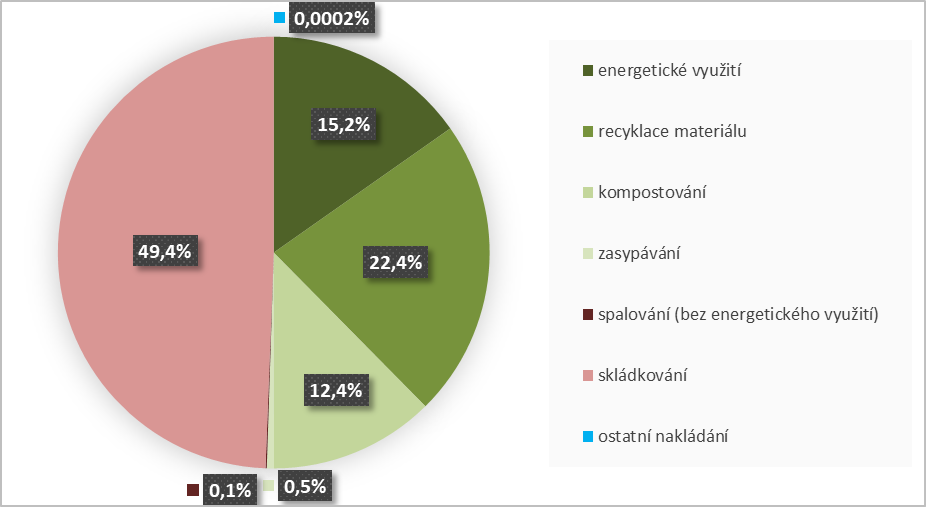 0,0002%
15,2%
49,4%
22,4%
12,4%
0,1%
0,5%
energetické využití
recyklace materiálu
kompostování
zasypávání
spalování (bez energetického využití)
skládkování
ostatní nakládání